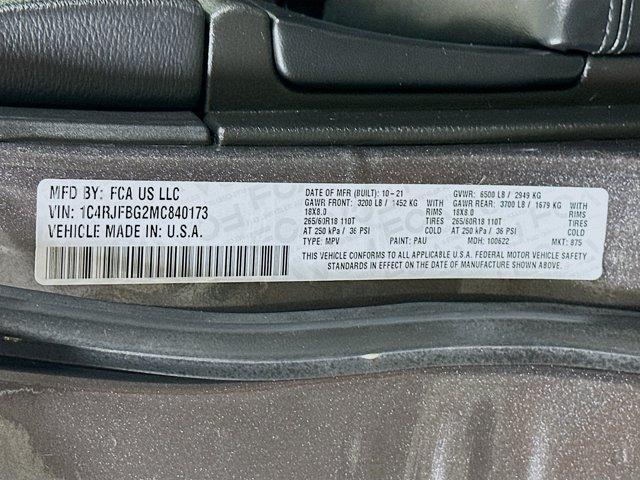 MFD BY: FCA US LLC
VIN: 1C4RJFBG2MC840173
VEHICLE MADE IN: U.S.A.
DATE OF MFR (BUILT): 10-21 GVWR: 6500 LB / 2949 KG
GAWR FRONT: 3200 LB / 1452 KG WITH GAWR REAR: 3700 LB / 1679 KG WITH
18X8.0 RIMS 18X8.0 RIMS
265/60R18 110T TIRES 265/60R18 110T TIRES
AT 250 kPa / 36 PSI COLD AT 250 kPa / 36 PSI COLD
TYPE: MPV PAINT: PAU MDH: 100622 MKT: 875
THIS VEHICLE CONFORMS TO ALL APPLICABLE U.S.A. FEDERAL MOTOR VEHICLE SAFETY
STANDARDS IN EFFECT ON THE DATE OF MANUFACTURE SHOWN ABOVE.